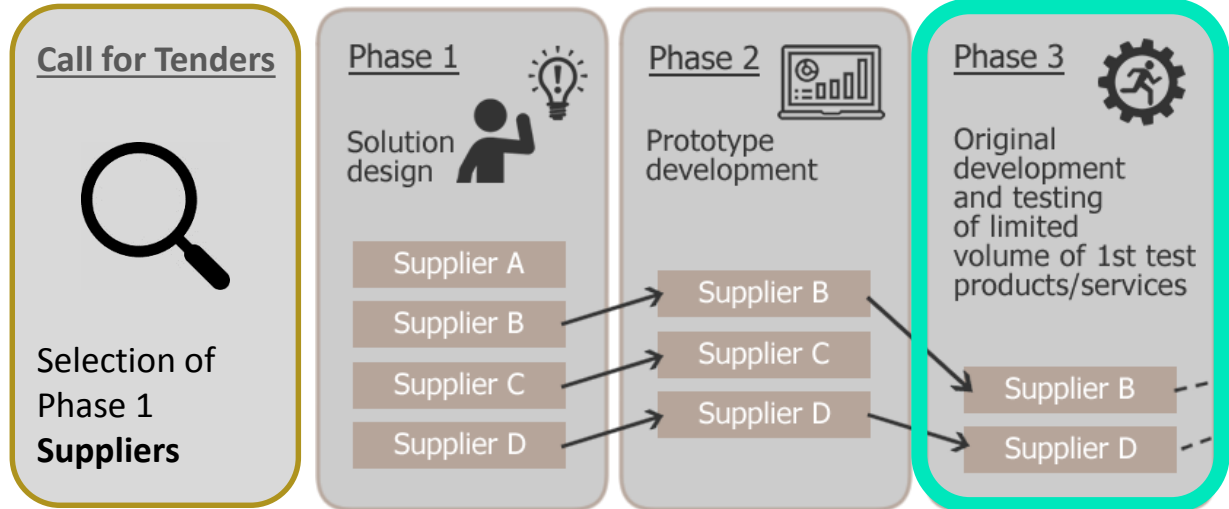 Call for Tenders
Selection of
Phase 1
Suppliers
Phase 1
Solution
design
Supplier A
Supplier B
Supplier C
Supplier D
Phase 2
Prototype
development
Supplier B
Supplier C
Supplier D
Phase 3
Original
development
and testing
of limited
volume of 1st test
products/services
Supplier B
Supplier D